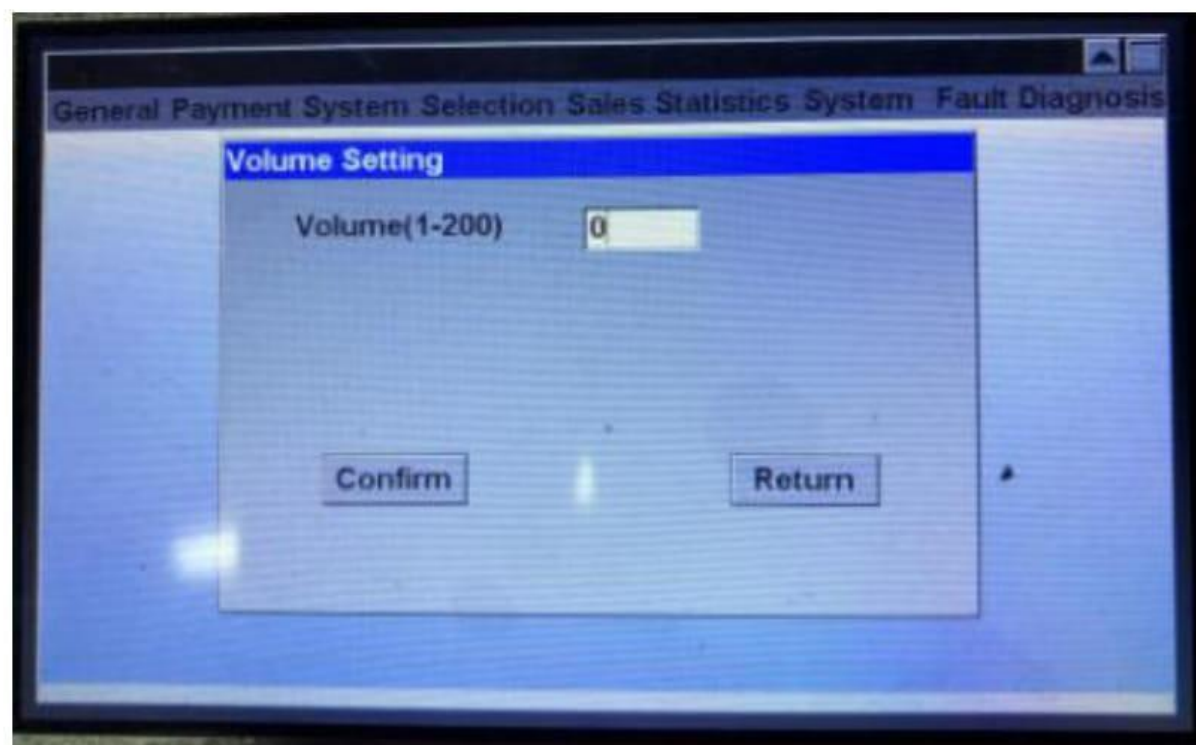 General Payment System Selection Sales Statistics System Fault Diagnosis
Volume Setting
Volume(1-200) 0
Confirm Return